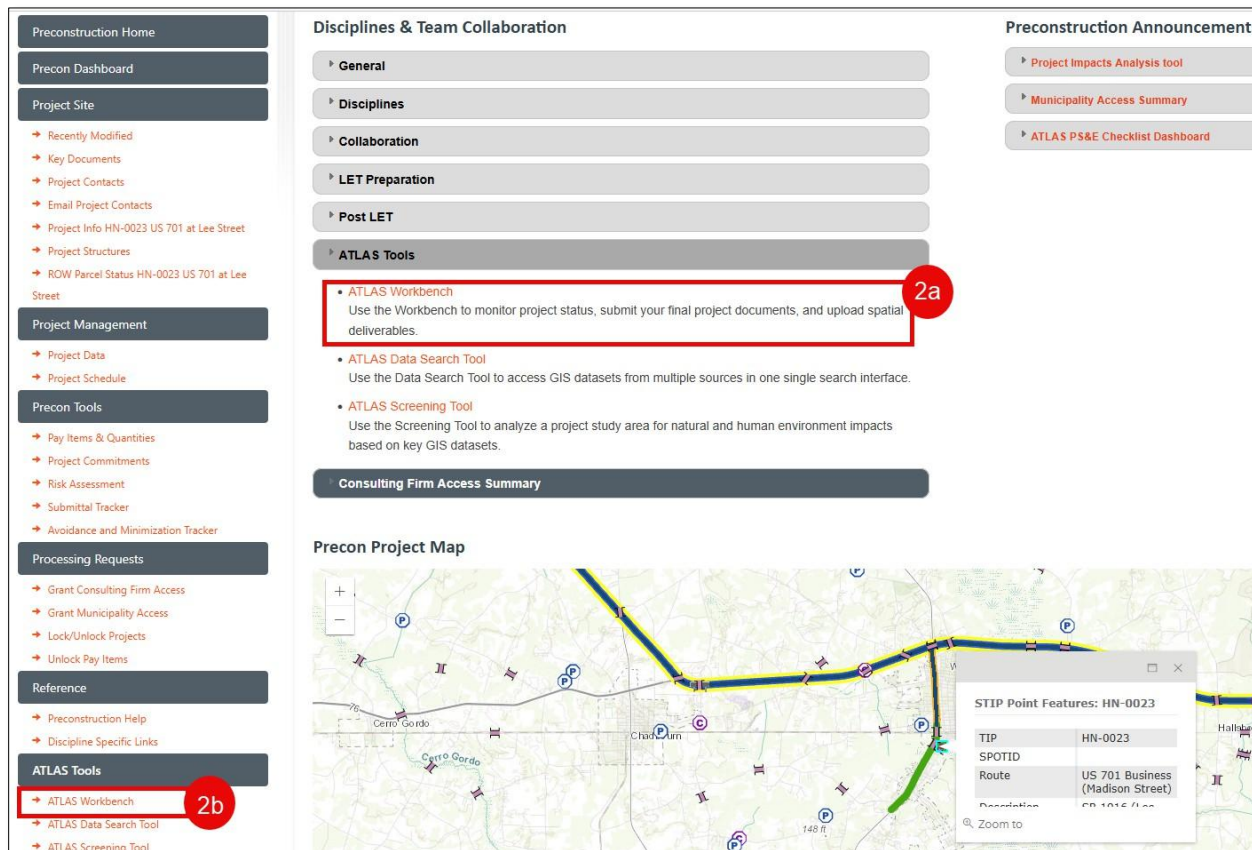 Preconstruction Home
Precon Dashboard
Project Site
Recently Modified
Key Documents
Project Contacts
Email Project Contacts
Project Info HN-0023 US 701 at Lee Street
Project Structures
ROW Parcel Status HN-0023 US 701 at Lee
Street
Project Management
Project Data
Project Schedule
Precon Tools
Pay Items & Quantities
Project Commitments
Risk Assessment
Submittal Tracker
Avoidance and Minimization Tracker
Processing Requests
Grant Consulting Firm Access
Grant Municipality Access
Lock/Unlock Projects
Unlock Pay Items
Reference
Preconstruction Help
Discipline Specific Links
ATLAS Tools
ATLAS Workbench
2b
ATLAS Data Search Tool
ATLAS Screening Tool
Disciplines & Team Collaboration
General
Disciplines
Collaboration
LET Preparation
Post LET
ATLAS Tools
• ATLAS Workbench
2a
Use the Workbench to monitor project status, submit your final project documents, and upload spatial
deliverables.
• ATLAS Data Search Tool
Use the Data Search Tool to access GIS datasets from multiple sources in one single search interface.
• ATLAS Screening Tool
Use the Screening Tool to analyze a project study area for natural and human environment impacts
based on key GIS datasets.
Consulting Firm Access Summary
Preconstruction Announcement
Project Impacts Analysis tool
Municipality Access Summary
ATLAS PS&E Checklist Dashboard
Precon Project Map
+
−
P
P
P
P
P
P
P
C
C
76
Cerro Gordo
Cerro Gordo
148 ft
STIP Point Features: HN-0023
TIP HN-0023
SPOTID
Route US 701 Business
(Madison Street)
Description SR 1016 (Lee
Zoom to